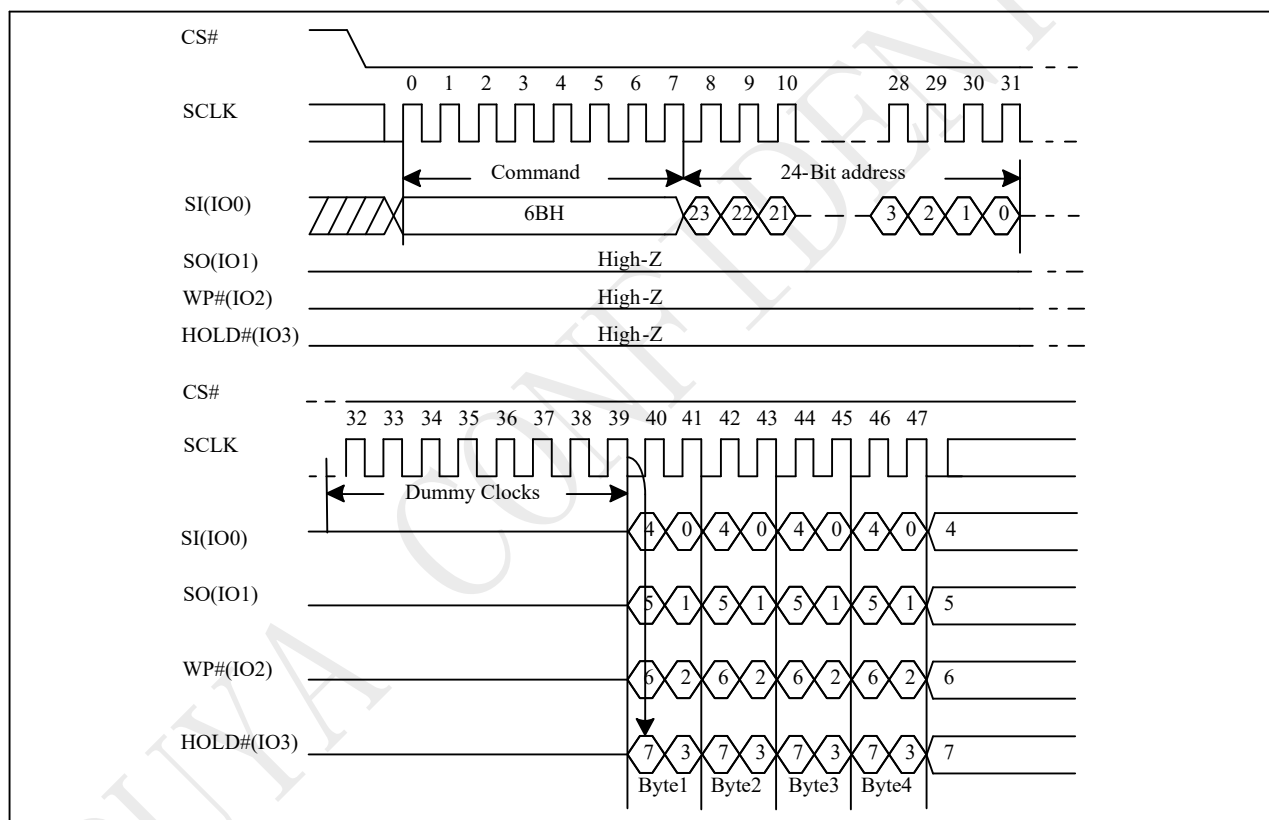 CS#
0 1 2 3 4 5 6 7 8 9 10 28 29 30 31
SCLK
Command 24-Bit address
SI(IO0) 6BH 23 22 21 3 2 1 0
SO(IO1) High-Z
WP#(IO2) High-Z
HOLD#(IO3) High-Z
CS#
32 33 34 35 36 37 38 39 40 41 42 43 44 45 46 47
SCLK
Dummy Clocks
SI(IO0) 4 0 4 0 4 0 4 0 4
SO(IO1) 5 1 5 1 5 1 5 1 5
WP#(IO2) 6 2 6 2 6 2 6 2 6
HOLD#(IO3) 7 3 7 3 7 3 7 3 7
Byte1 Byte2 Byte3 Byte4